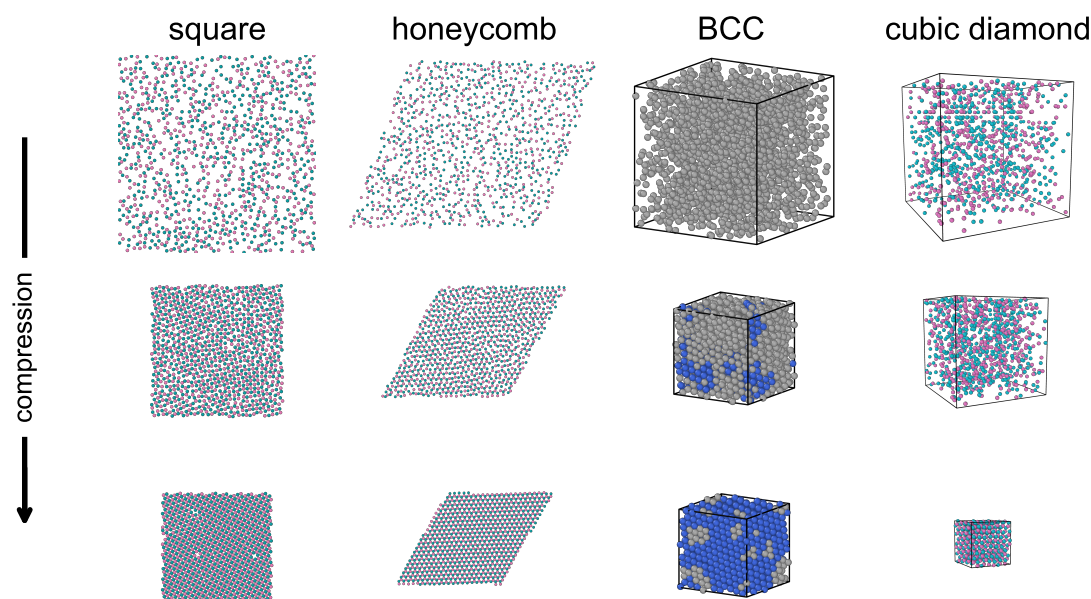 square
honeycomb
BCC
cubic diamond
compression